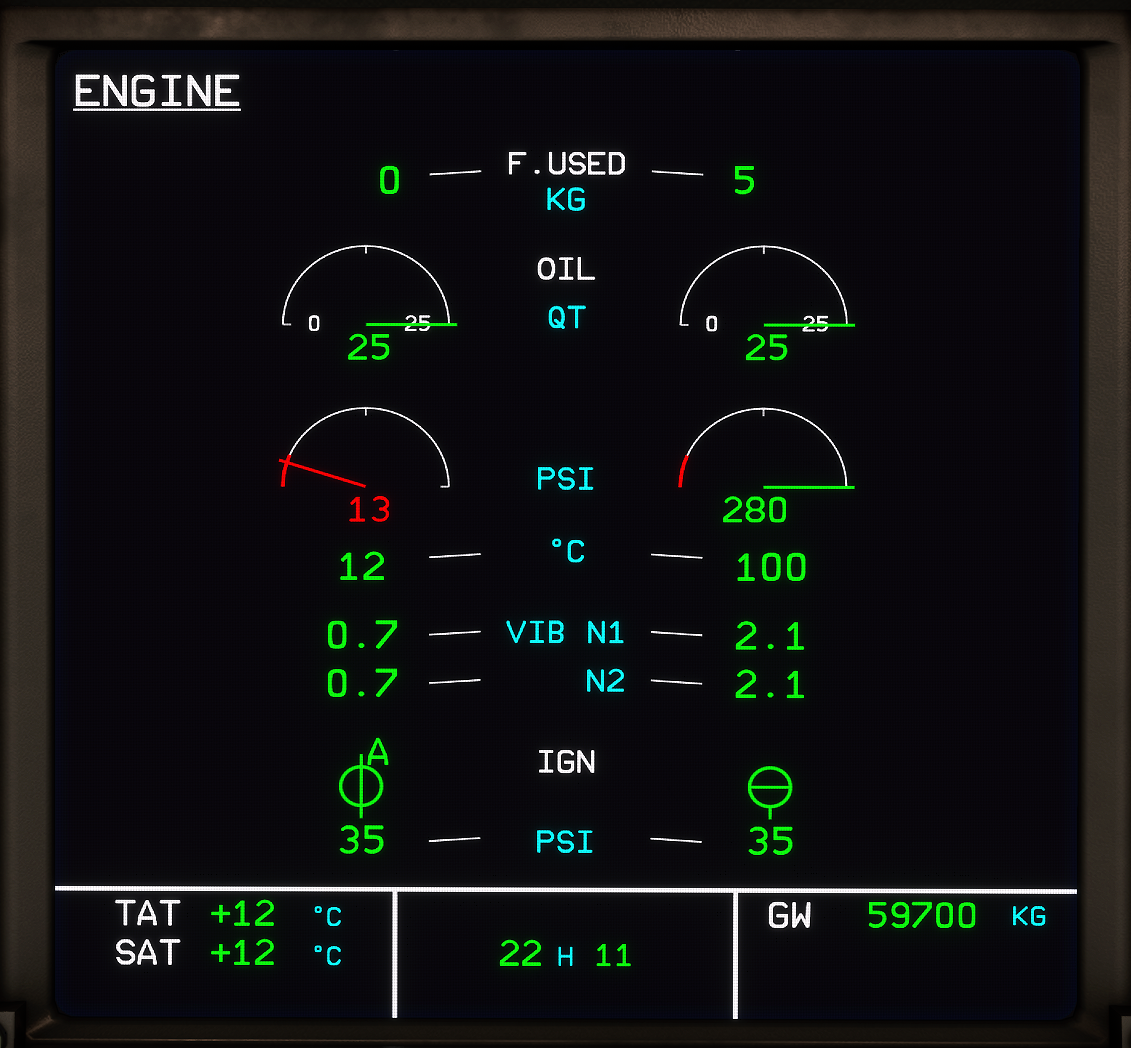 ENGINE
0 F.USED 5
KG
OIL
0 25 QT 0 25
25 25
PSI
13 280
12 °C 100
0.7 VIB N1 2.1
0.7 N2 2.1
A
IGN
35 PSI 35
TAT +12 °C GW 59700 KG
SAT +12 °C 22 H 11